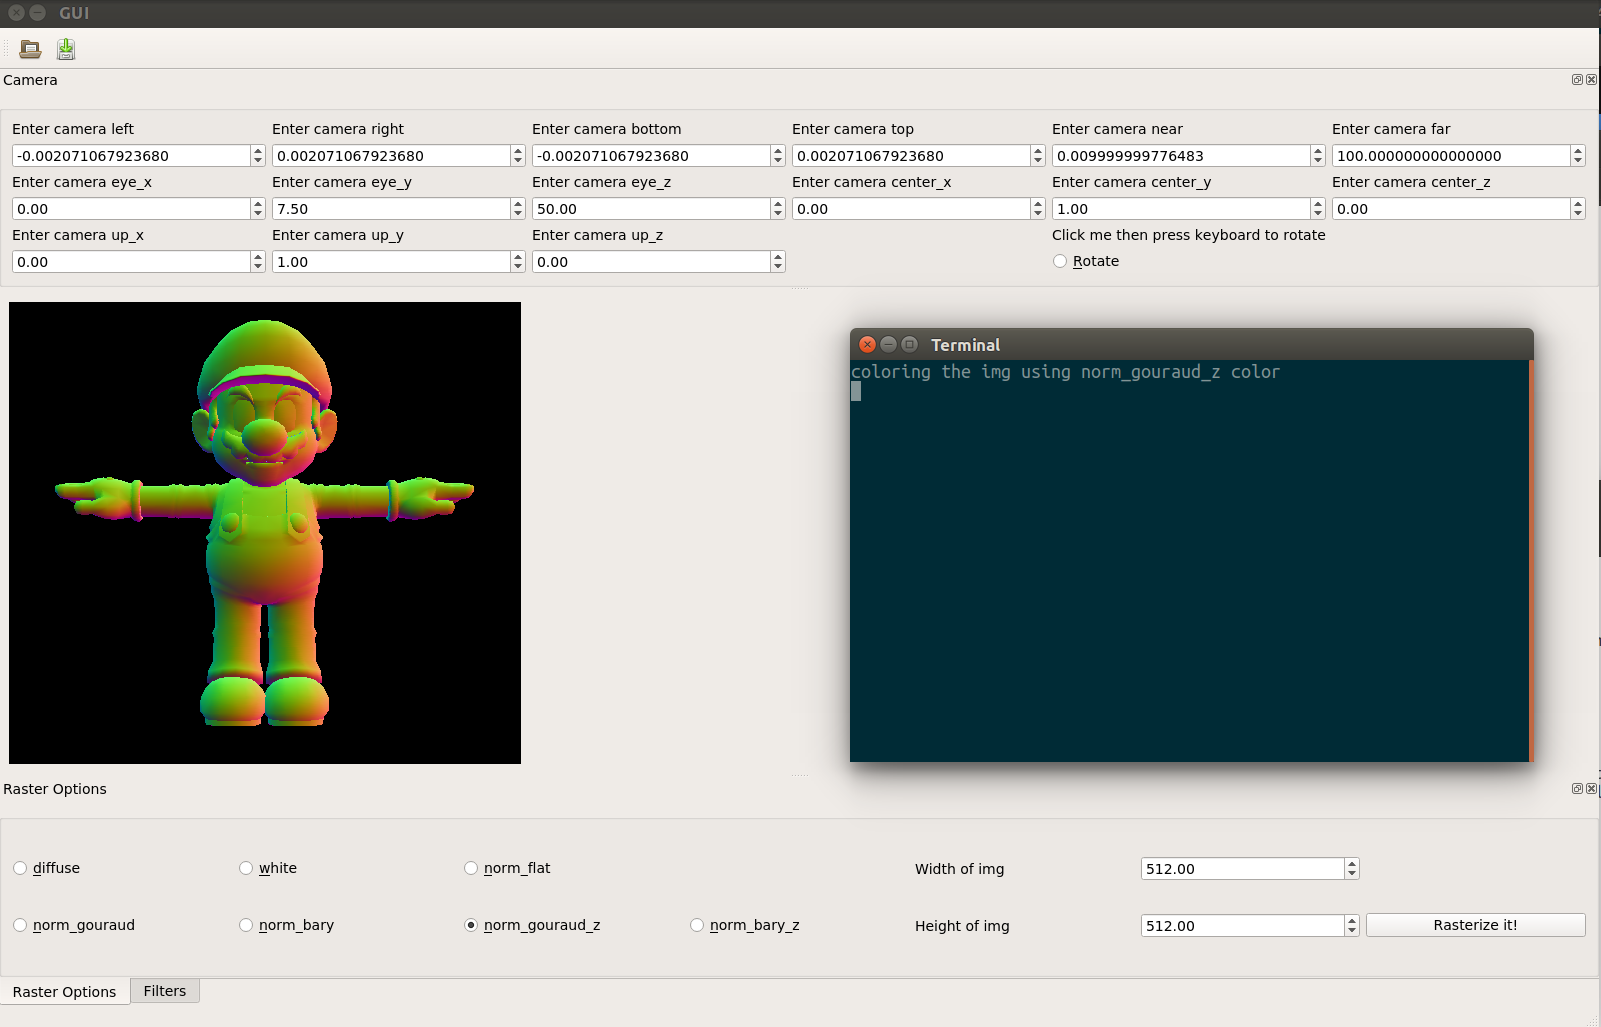 GUI
Camera
Enter camera left Enter camera right Enter camera bottom Enter camera top Enter camera near Enter camera far
-0.002071067923680 0.002071067923680 -0.002071067923680 0.002071067923680 0.009999999776483 100.000000000000000
Enter camera eye_x Enter camera eye_y Enter camera eye_z Enter camera center_x Enter camera center_y Enter camera center_z
0.00 7.50 50.00 0.00 1.00 0.00
Enter camera up_x Enter camera up_y Enter camera up_z Click me then press keyboard to rotate
0.00 1.00 0.00 Rotate
Terminal
coloring the img using norm_gouraud_z color
Raster Options
diffuse white norm_flat Width of img 512.00
norm_gouraud norm_bary norm_gouraud_z norm_bary_z Height of img 512.00 Rasterize it!
Raster Options Filters